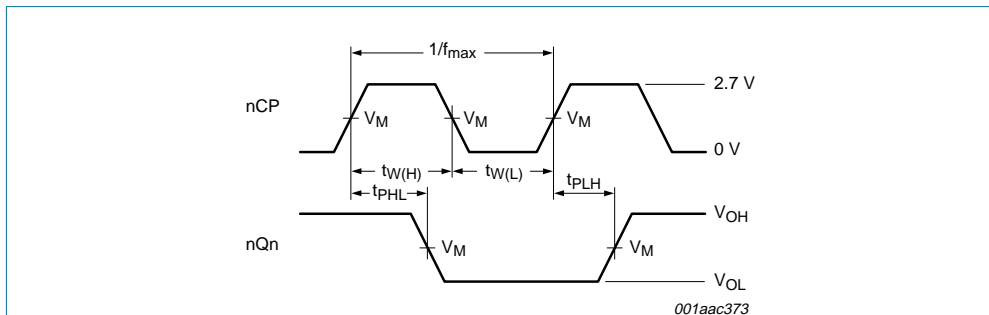 1/fmax
2.7 V
nCP
VM
VM
VM
0 V
tW(H)
tW(L)
tPHL
tPLH
VOH
nQn
VM
VM
VOL
001aac373